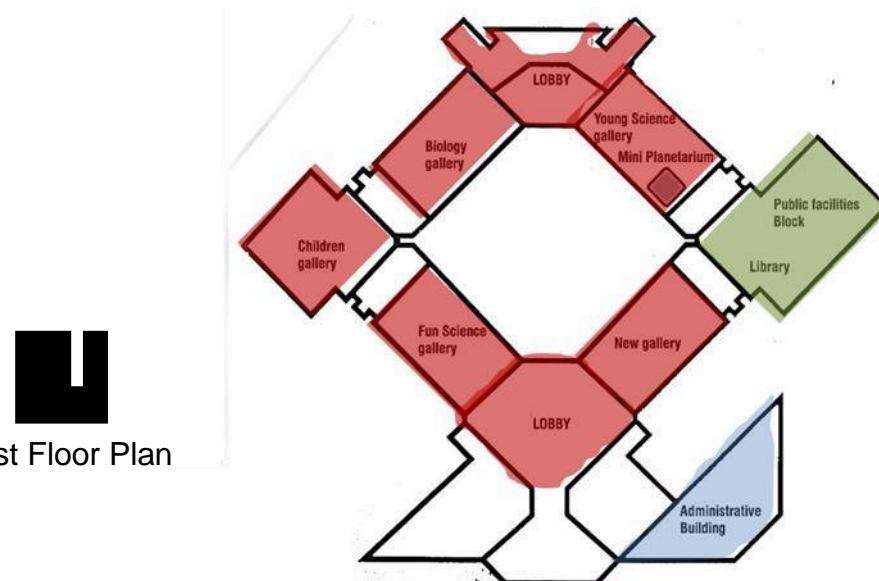 LOBBY
Young Science
gallery
Mini Planetarium
Biology
gallery
Public facilities
Block
Library
Children
gallery
Fun Science
gallery
New gallery
LOBBY
st Floor Plan
Administrative
Building